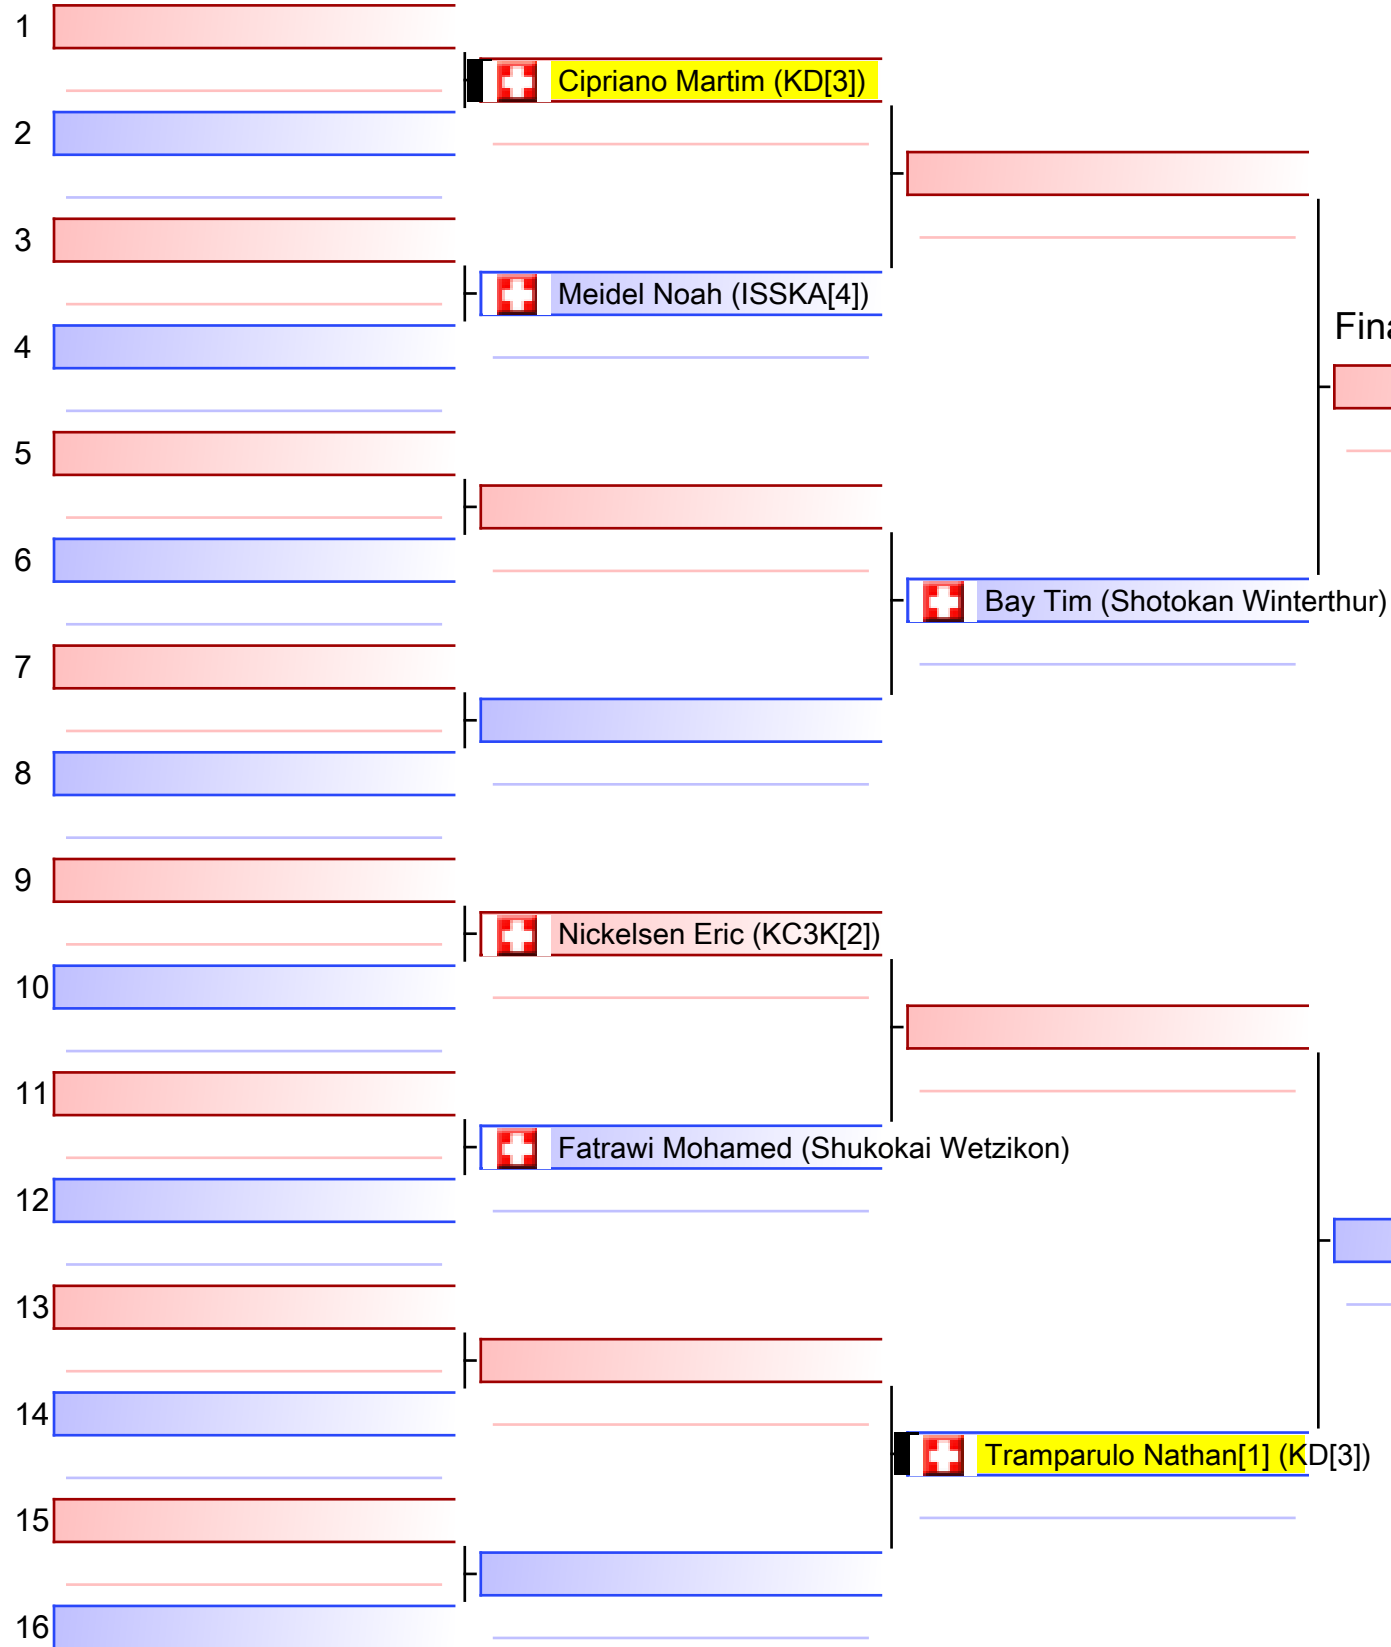 1
Cipriano Martim (KD[3])
2
3
Meidel Noah (ISSKA[4])
4
Fina
5
6
Bay Tim (Shotokan Winterthur)
7
8
9
Nickelsen Eric (KC3K[2])
10
11
Fatrawi Mohamed (Shukokai Wetzikon)
12
13
14
Tramparulo Nathan[1] (KD[3])
15
16